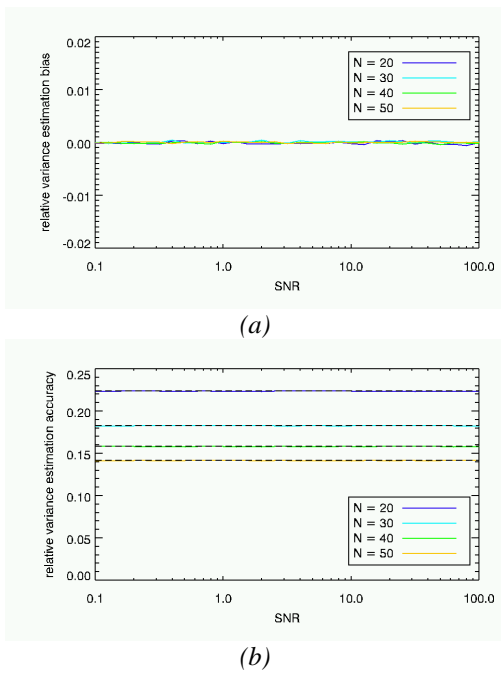 relative variance estimation bias
0.02
0.01
0.00
-0.01
-0.02
N = 20
N = 30
N = 40
N = 50
0.1
1.0
10.0
100.0
SNR
(a)
relative variance estimation accuracy
0.25
0.20
0.15
0.10
0.05
0.00
N = 20
N = 30
N = 40
N = 50
0.1
1.0
10.0
100.0
SNR
(b)